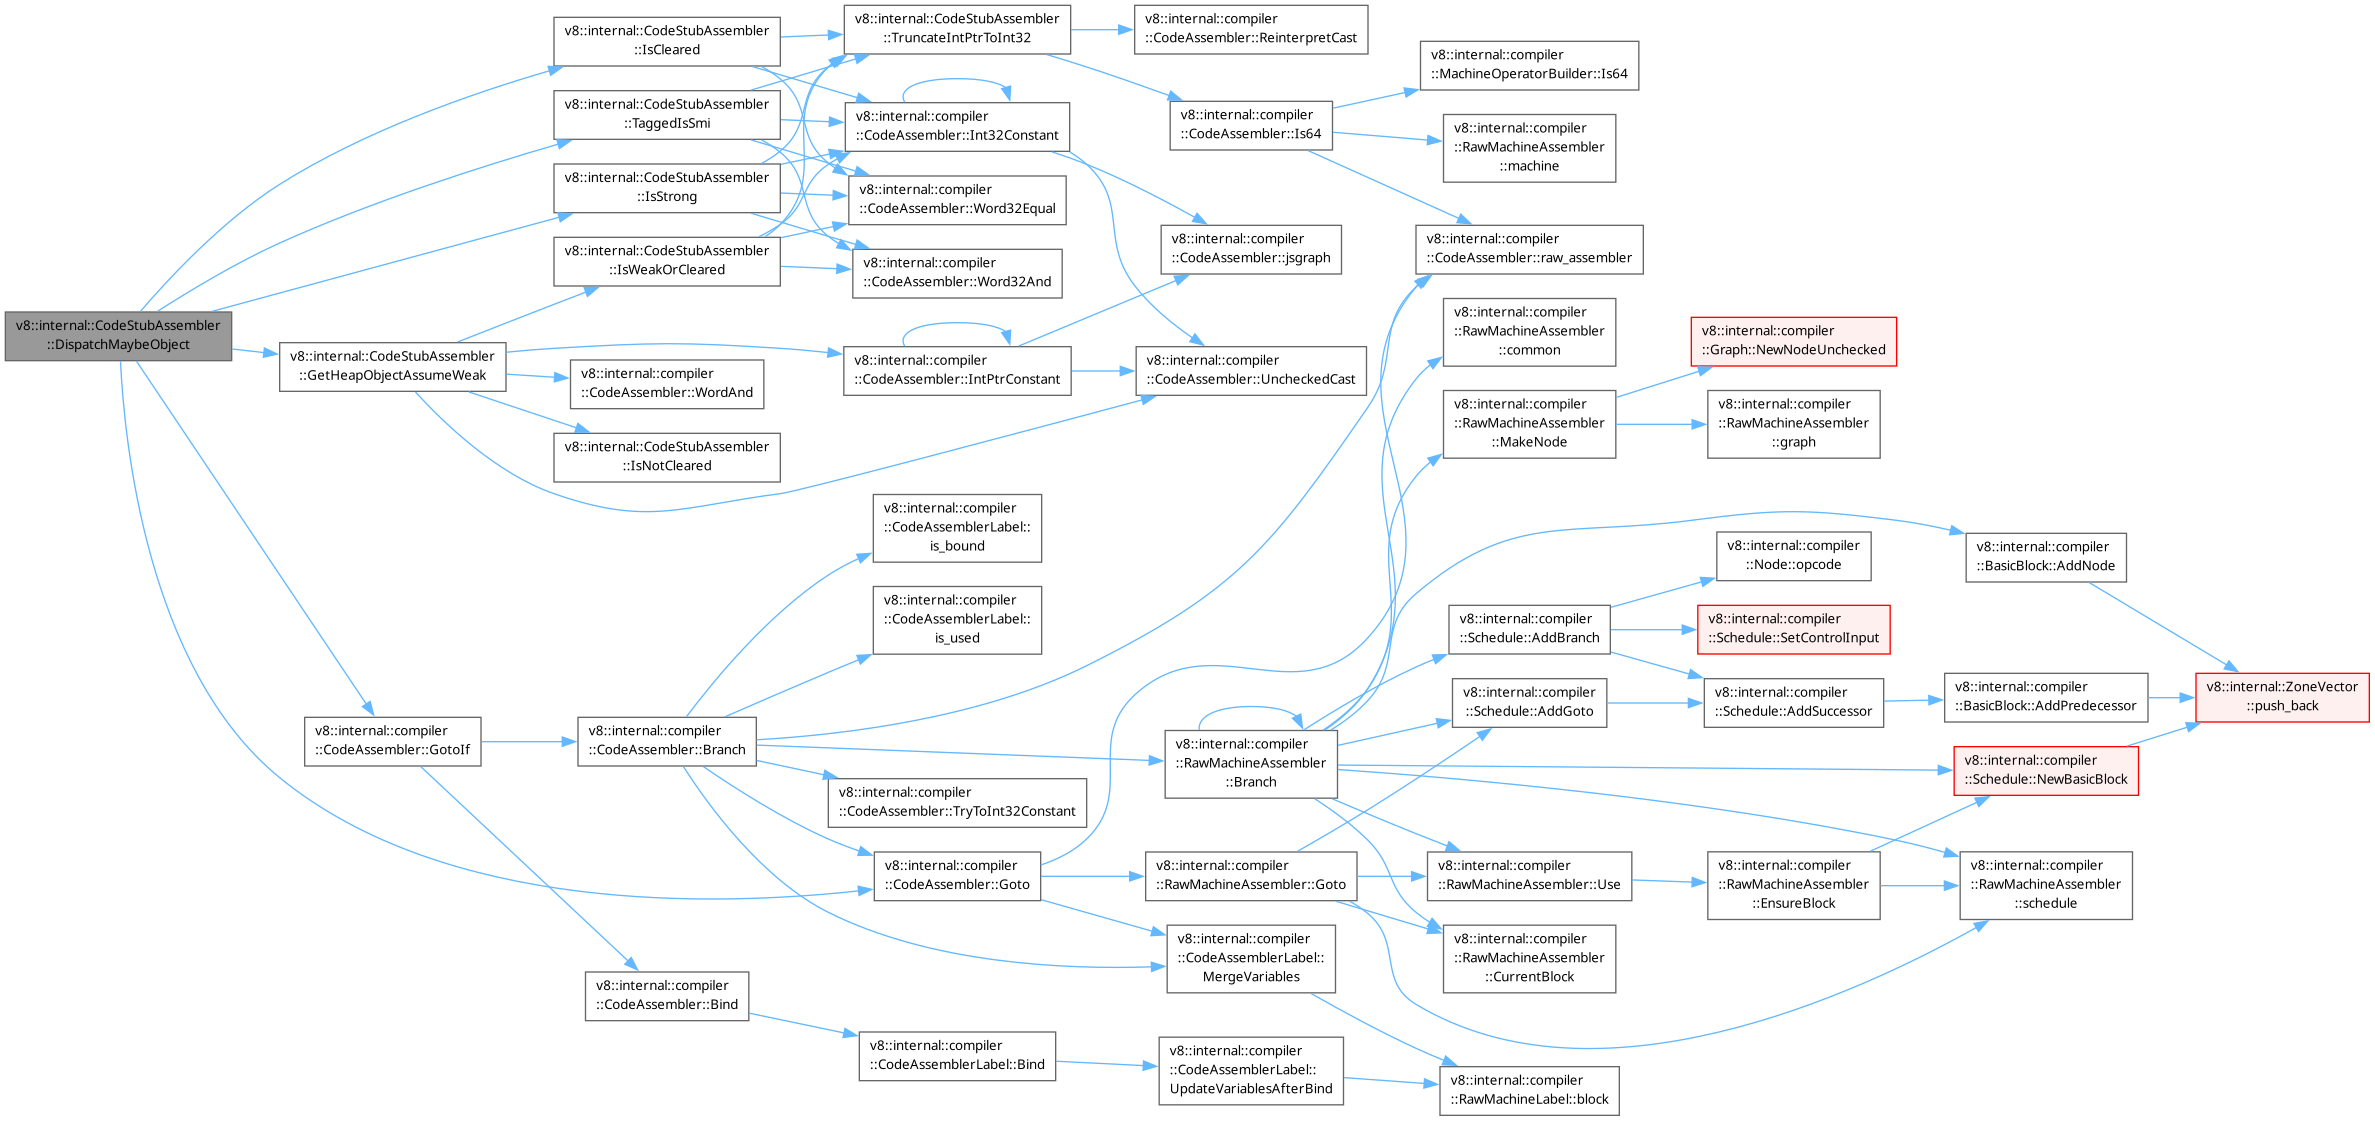 v8::internal::CodeStubAssembler
::DispatchMaybeObject
v8::internal::CodeStubAssembler
::IsCleared
v8::internal::CodeStubAssembler
::TaggedIsSmi
v8::internal::CodeStubAssembler
::IsStrong
v8::internal::CodeStubAssembler
::IsWeakOrCleared
v8::internal::CodeStubAssembler
::GetHeapObjectAssumeWeak
v8::internal::compiler
::CodeAssembler::WordAnd
v8::internal::CodeStubAssembler
::IsNotCleared
v8::internal::compiler
::CodeAssembler::GotoIf
v8::internal::compiler
::CodeAssembler::Branch
v8::internal::compiler
::CodeAssembler::Bind
v8::internal::CodeStubAssembler
::TruncateIntPtrToInt32
v8::internal::compiler
::CodeAssembler::Int32Constant
v8::internal::compiler
::CodeAssembler::Word32Equal
v8::internal::compiler
::CodeAssembler::Word32And
v8::internal::compiler
::CodeAssembler::IntPtrConstant
v8::internal::compiler
::CodeAssemblerLabel::
is_bound
v8::internal::compiler
::CodeAssemblerLabel::
is_used
v8::internal::compiler
::CodeAssembler::TryToInt32Constant
v8::internal::compiler
::CodeAssembler::Goto
v8::internal::compiler
::CodeAssemblerLabel::Bind
v8::internal::compiler
::CodeAssembler::ReinterpretCast
v8::internal::compiler
::CodeAssembler::Is64
v8::internal::compiler
::CodeAssembler::jsgraph
v8::internal::compiler
::CodeAssembler::UncheckedCast
v8::internal::compiler
::RawMachineAssembler
::Branch
v8::internal::compiler
::RawMachineAssembler::Goto
v8::internal::compiler
::CodeAssemblerLabel::
MergeVariables
v8::internal::compiler
::CodeAssemblerLabel::
UpdateVariablesAfterBind
v8::internal::compiler
::MachineOperatorBuilder::Is64
v8::internal::compiler
::RawMachineAssembler
::machine
v8::internal::compiler
::CodeAssembler::raw_assembler
v8::internal::compiler
::RawMachineAssembler
::common
v8::internal::compiler
::RawMachineAssembler
::MakeNode
v8::internal::compiler
::Schedule::AddBranch
v8::internal::compiler
::Schedule::AddGoto
v8::internal::compiler
::RawMachineAssembler::Use
v8::internal::compiler
::RawMachineAssembler
::CurrentBlock
v8::internal::compiler
::RawMachineLabel::block
v8::internal::compiler
::Graph::NewNodeUnchecked
v8::internal::compiler
::RawMachineAssembler
::graph
v8::internal::compiler
::Node::opcode
v8::internal::compiler
::Schedule::SetControlInput
v8::internal::compiler
::Schedule::AddSuccessor
v8::internal::compiler
::RawMachineAssembler
::EnsureBlock
v8::internal::compiler
::BasicBlock::AddNode
v8::internal::compiler
::BasicBlock::AddPredecessor
v8::internal::compiler
::Schedule::NewBasicBlock
v8::internal::compiler
::RawMachineAssembler
::schedule
v8::internal::ZoneVector
::push_back